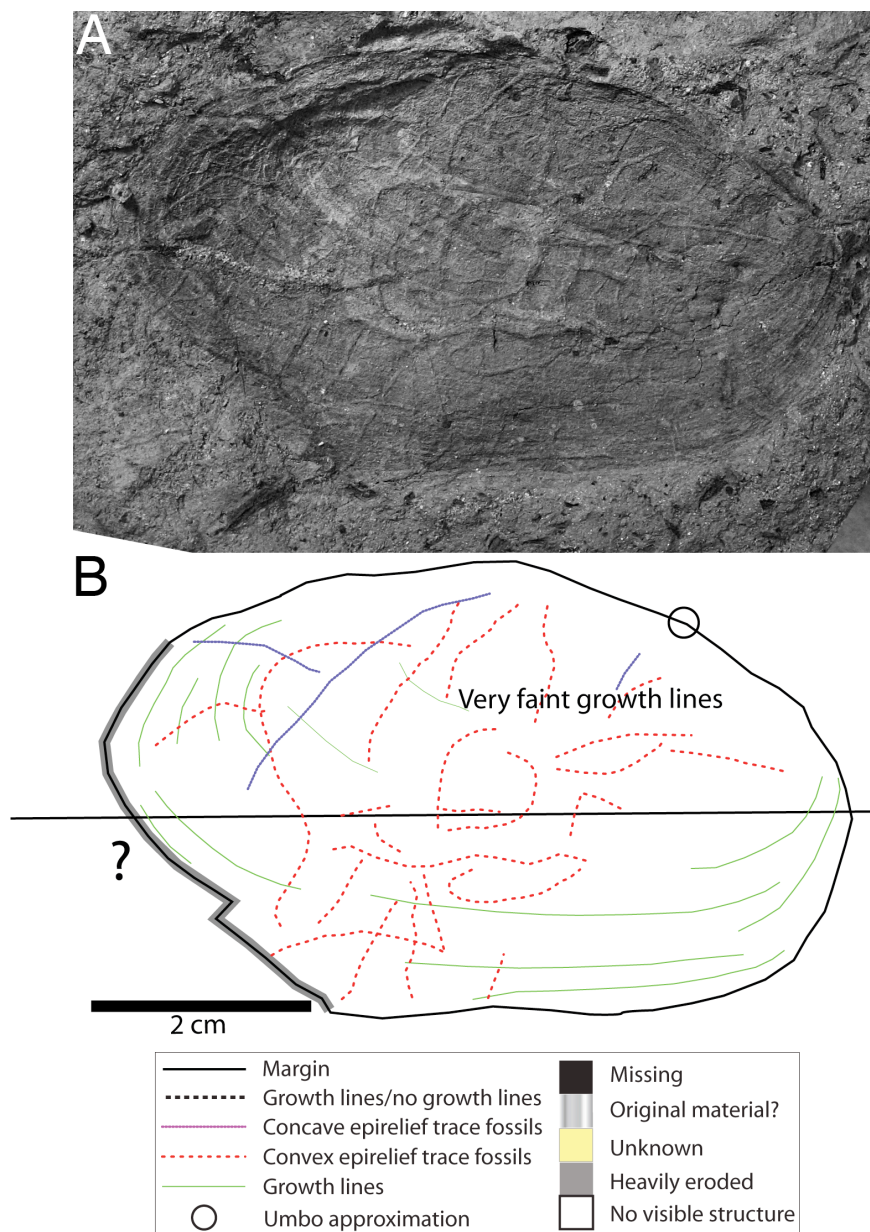 A
B
Very faint growth lines
?
2 cm
Margin
Growth lines/no growth lines
Concave epirelief trace fossils
Convex epirelief trace fossils
Growth lines
Umbo approximation
Missing
Original material?
Unknown
Heavily eroded
No visible structure